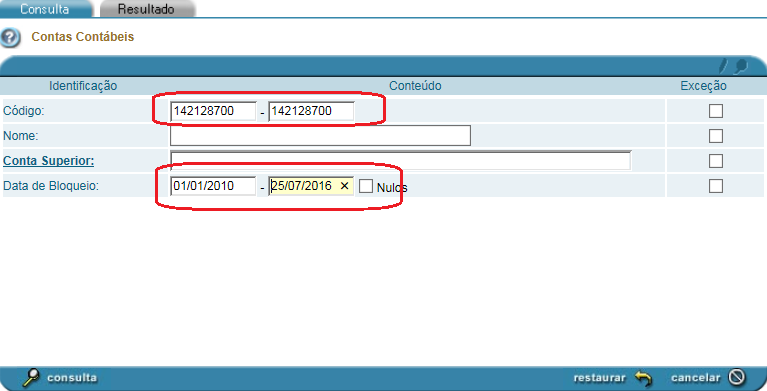 Consulta Resultado
Contas Contábeis
Identificação Conteúdo Exceção
Código: 142128700 - 142128700
Nome:
Conta Superior:
Data de Bloqueio: 01/01/2010 - 25/07/2016 × Nulos
consulta restaurar cancelar